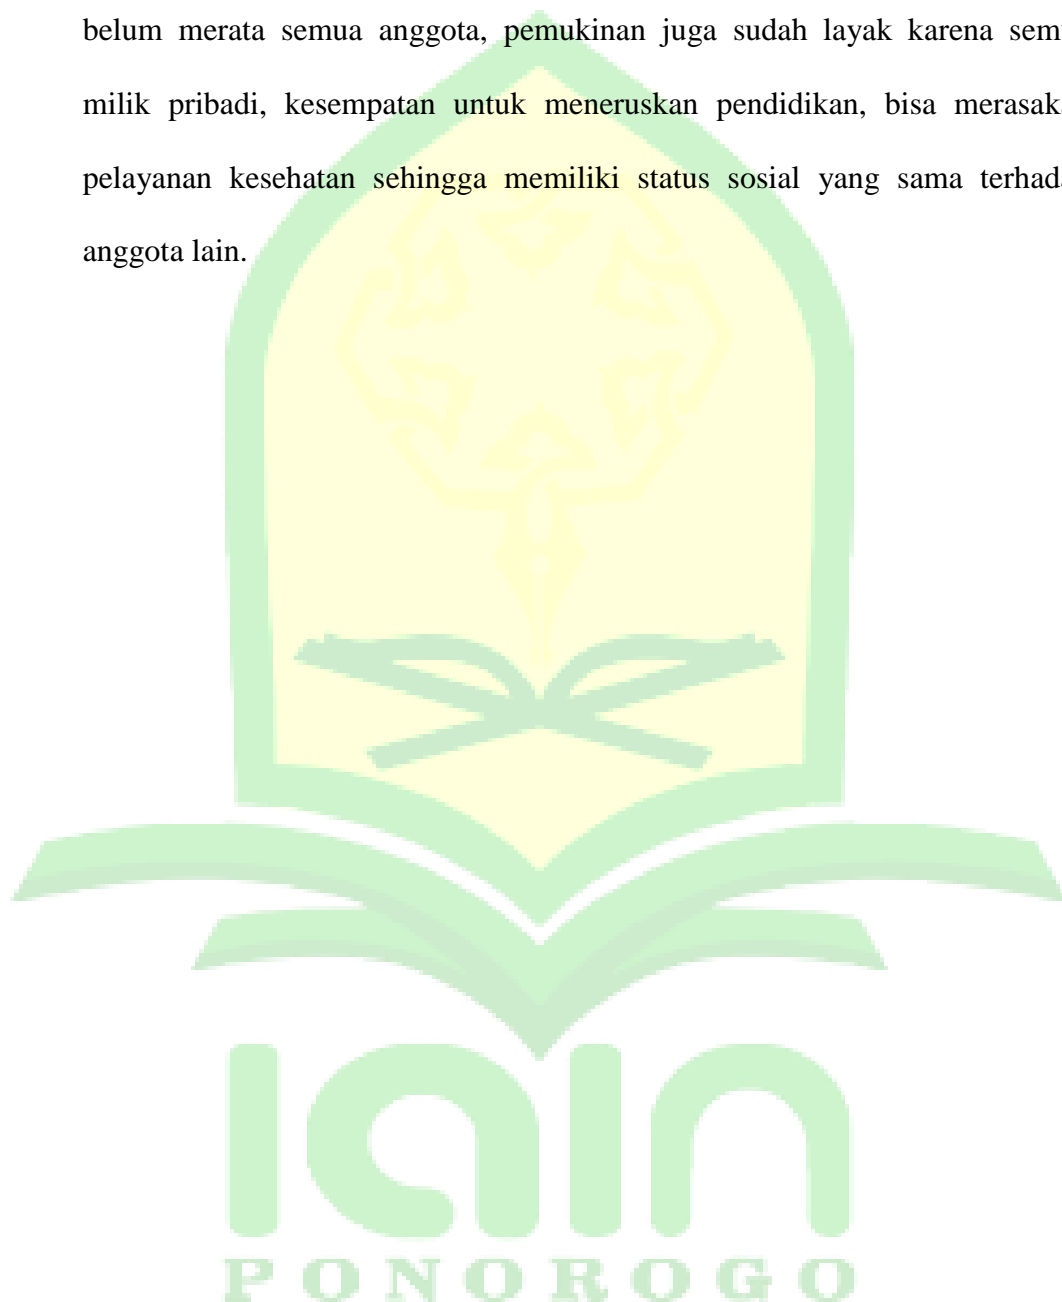 belum merata semua anggota, pemukinan juga sudah layak karena sem
milik pribadi, kesempatan untuk meneruskan pendidikan, bisa merasak
pelayanan kesehatan sehingga memiliki status sosial yang sama terhad
anggota lain.
iain
PONOROGO